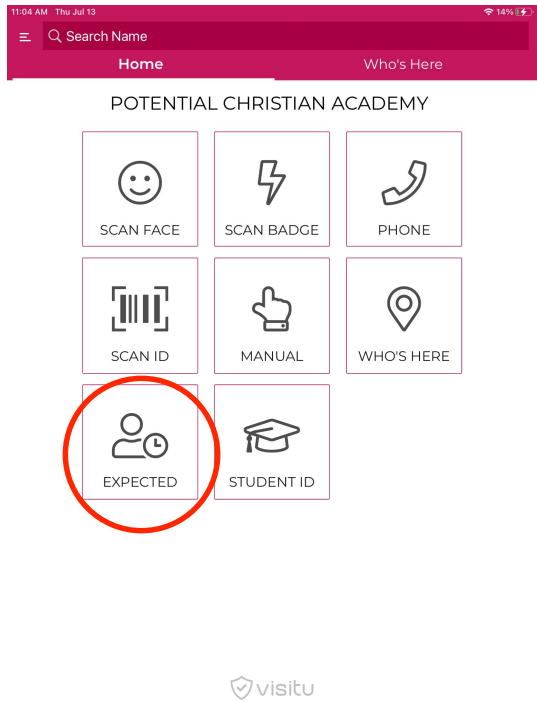 11:04 AM Thu Jul 13 14%
Search Name
Home Who's Here
POTENTIAL CHRISTIAN ACADEMY
SCAN FACE SCAN BADGE PHONE
SCAN ID MANUAL WHO'S HERE
EXPECTED STUDENT ID
visitu